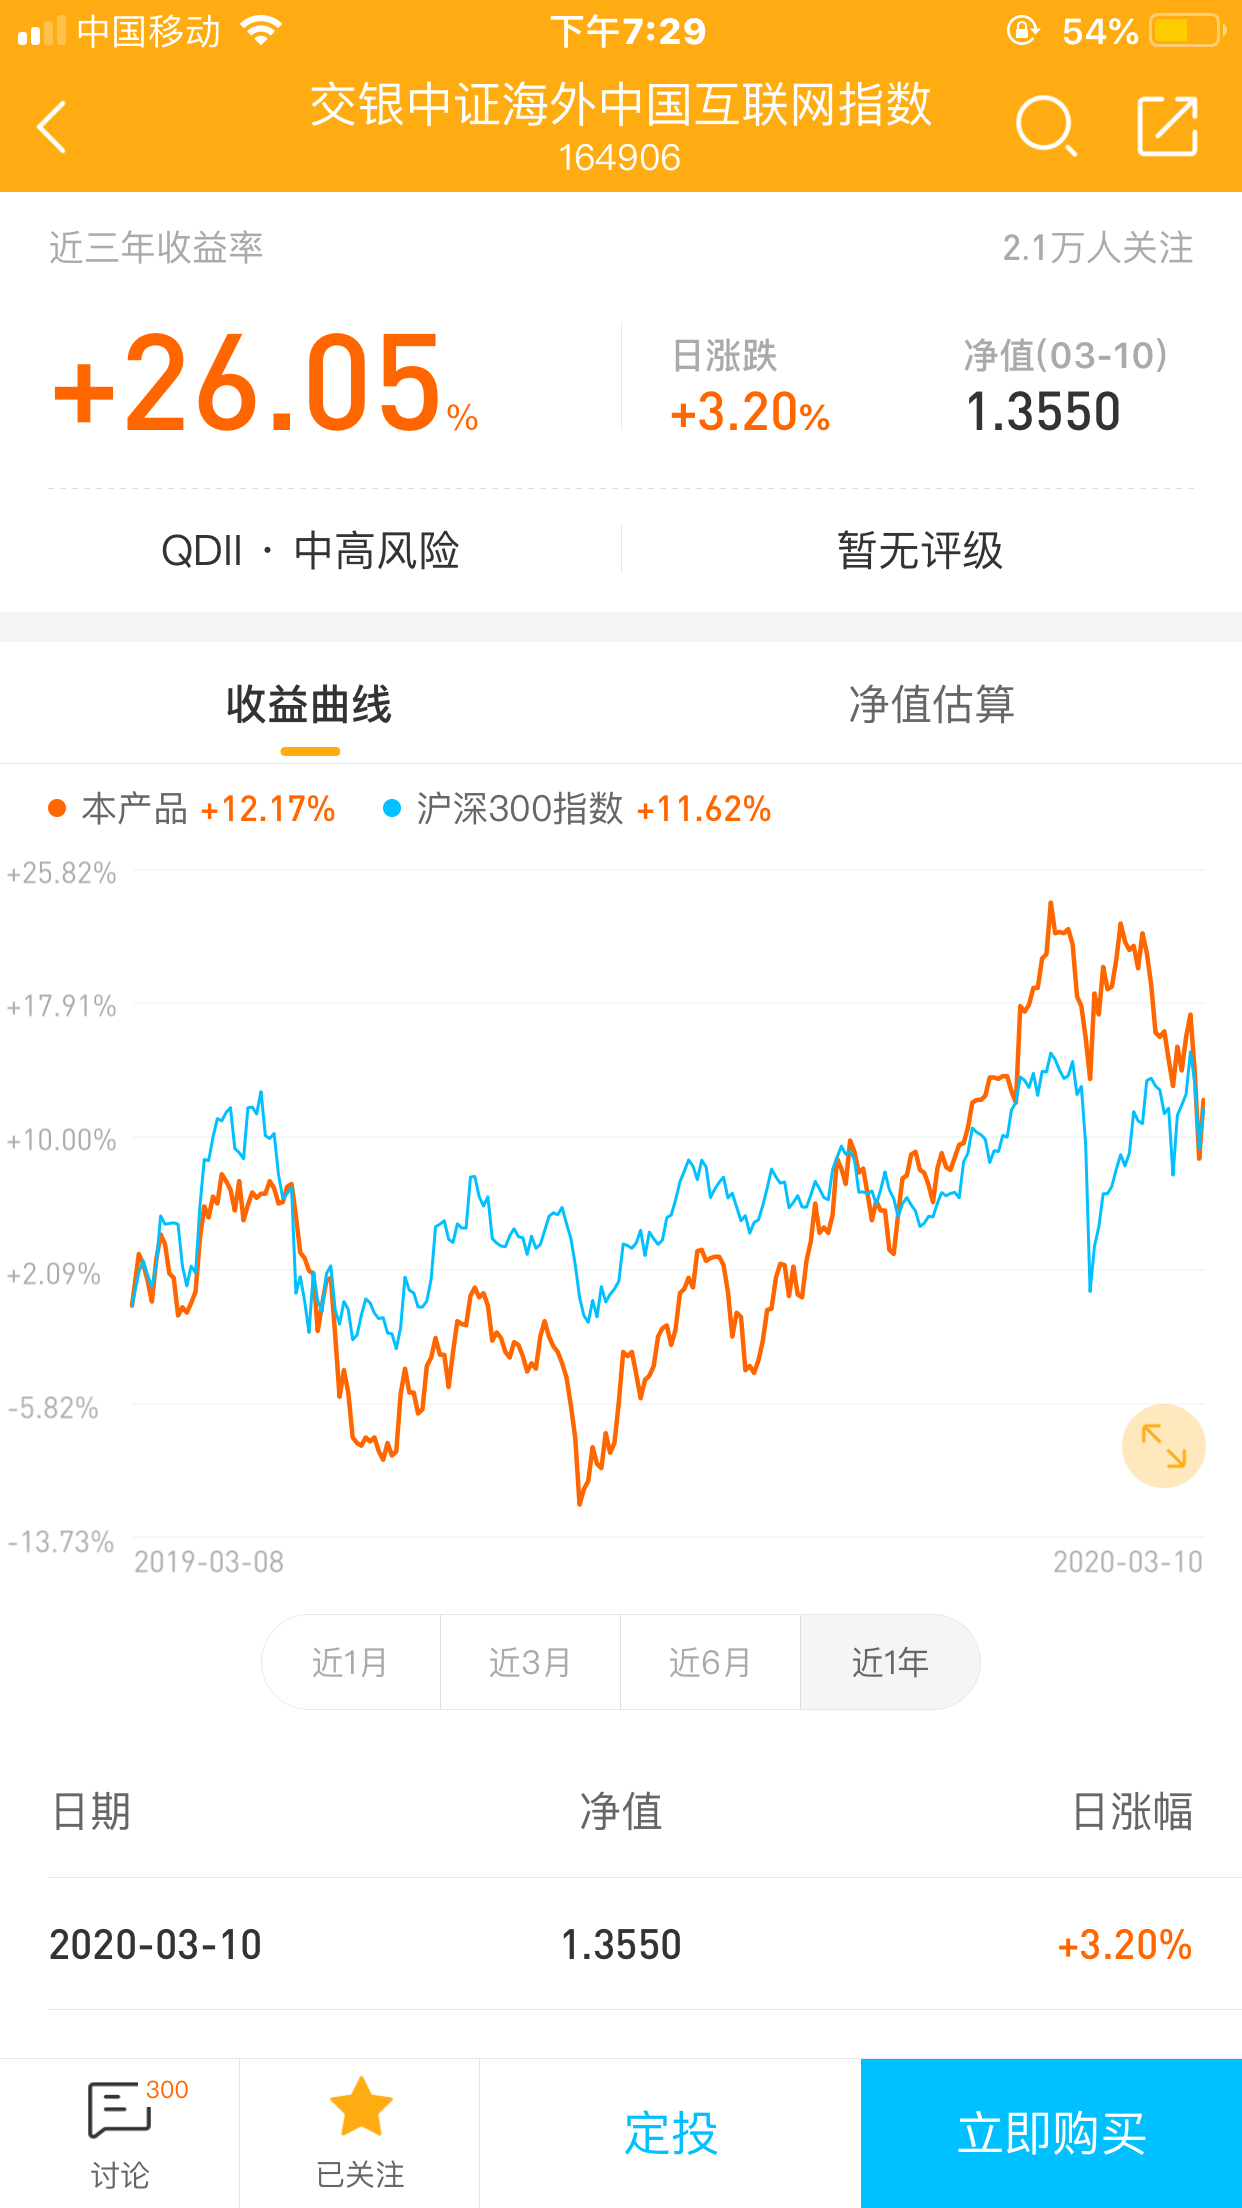 中国移动 下午7:29 54%
交银中证海外中国互联网指数
164906
近三年收益率 2.1万人关注
+26.05%
日涨跌 净值(03-10)
+3.20% 1.3550
QDII · 中高风险 暂无评级
收益曲线 净值估算
本产品 +12.17% 沪深300指数 +11.62%
+25.82%
+17.91%
+10.00%
+2.09%
-5.82%
-13.73%
2019-03-08 2020-03-10
近1月 近3月 近6月 近1年
日期 净值 日涨幅
2020-03-10 1.3550 +3.20%
300
讨论 已关注 定投 立即购买